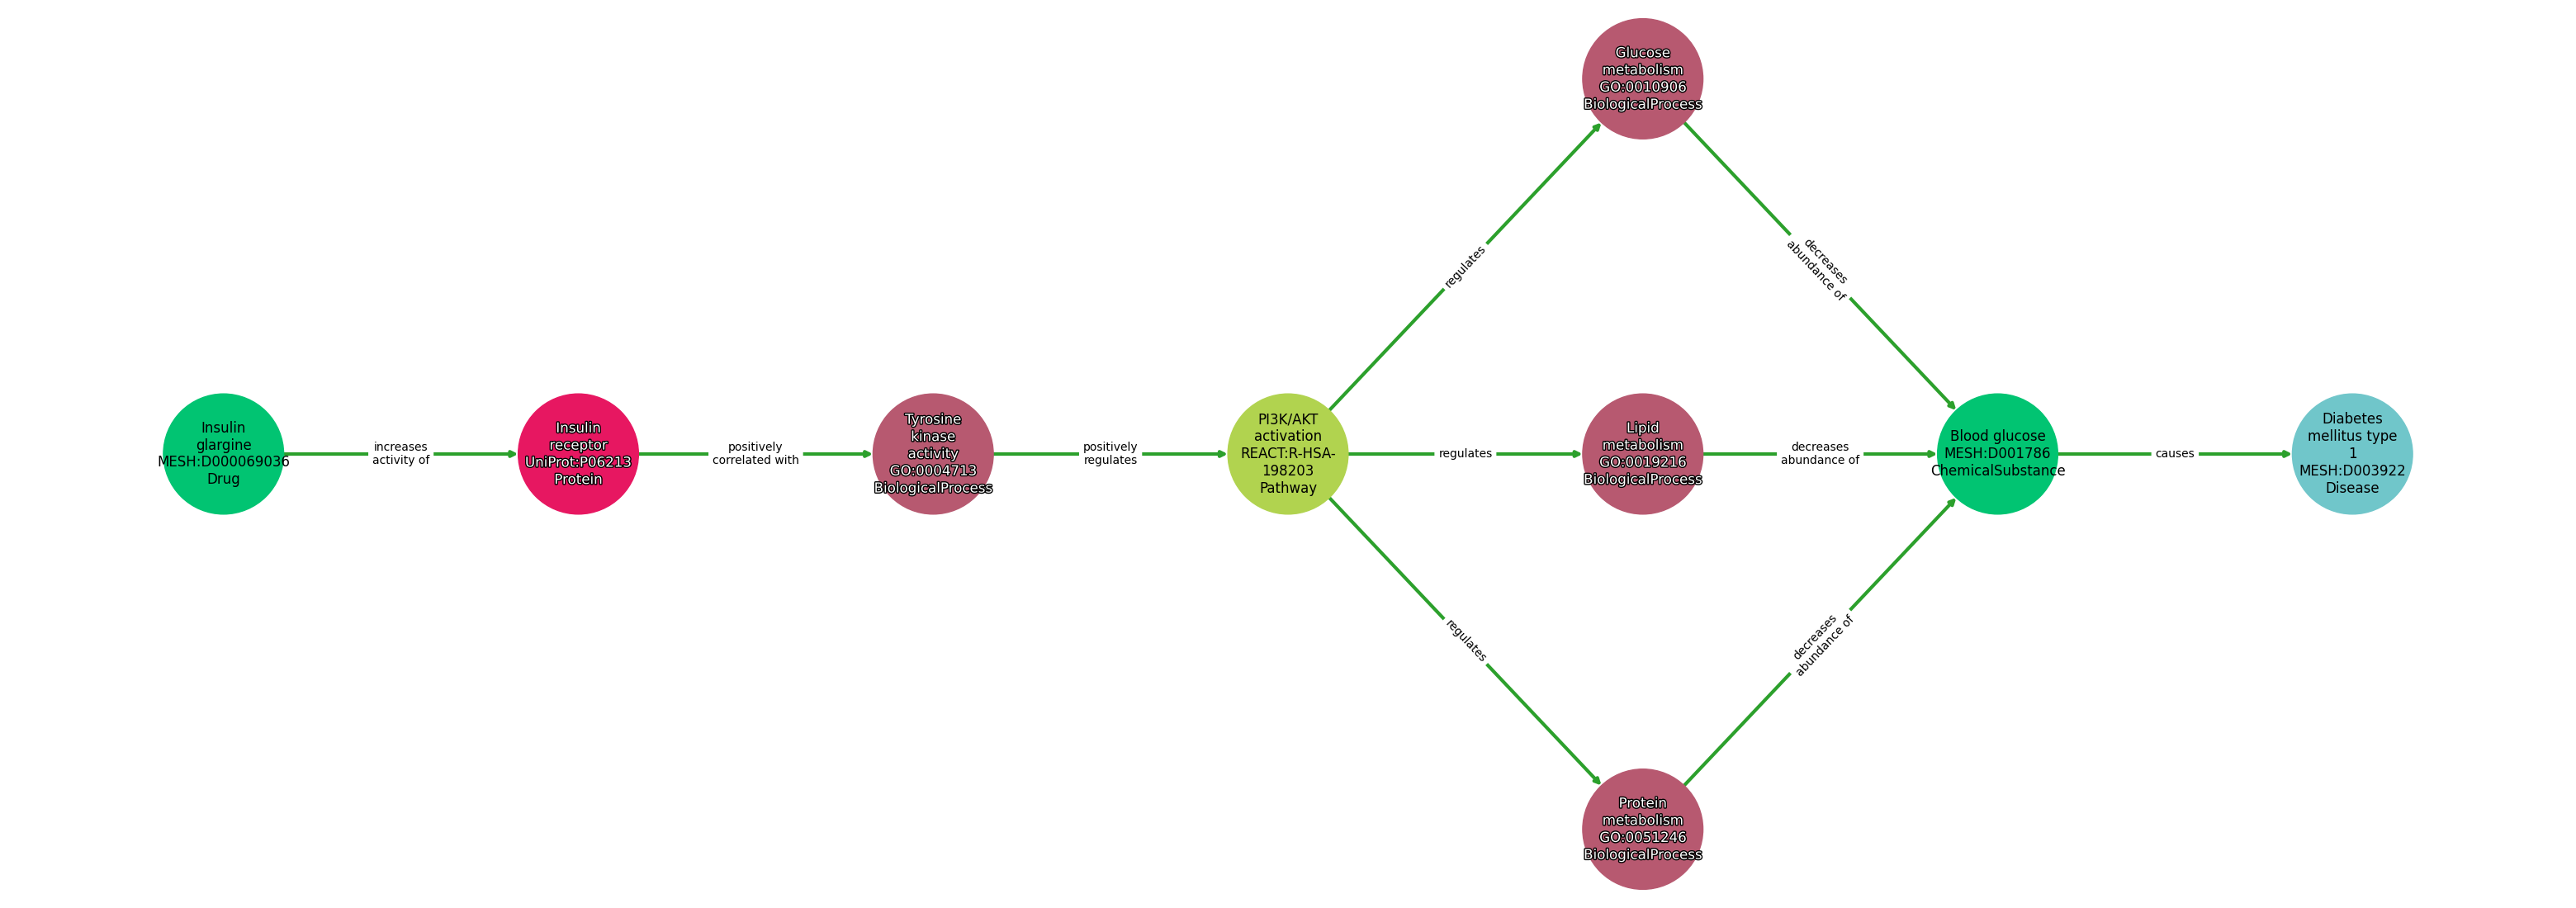 Insulin
glargine
MESH:D000069036
Drug
increases
activity of
Insulin
receptor
UniProt:P06213
Protein
positively
correlated with
Tyrosine
kinase
activity
GO:0004713
BiologicalProcess
positively
regulates
PI3K/AKT
activation
REACT:R-HSA-
198203
Pathway
regulates
Glucose
metabolism
GO:0010906
BiologicalProcess
decreases
abundance of
regulates
Lipid
metabolism
GO:0019216
BiologicalProcess
decreases
abundance of
regulates
Protein
metabolism
GO:0051246
BiologicalProcess
decreases
abundance of
Blood glucose
MESH:D001786
ChemicalSubstance
causes
Diabetes
mellitus type
1
MESH:D003922
Disease